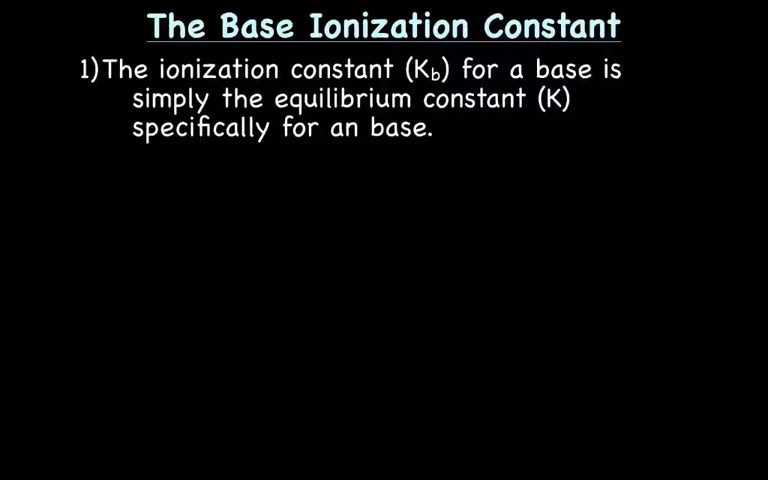 The Base Ionization Constant
1) The ionization constant (K_b) for a base is
simply the equilibrium constant (K)
specifically for an base.